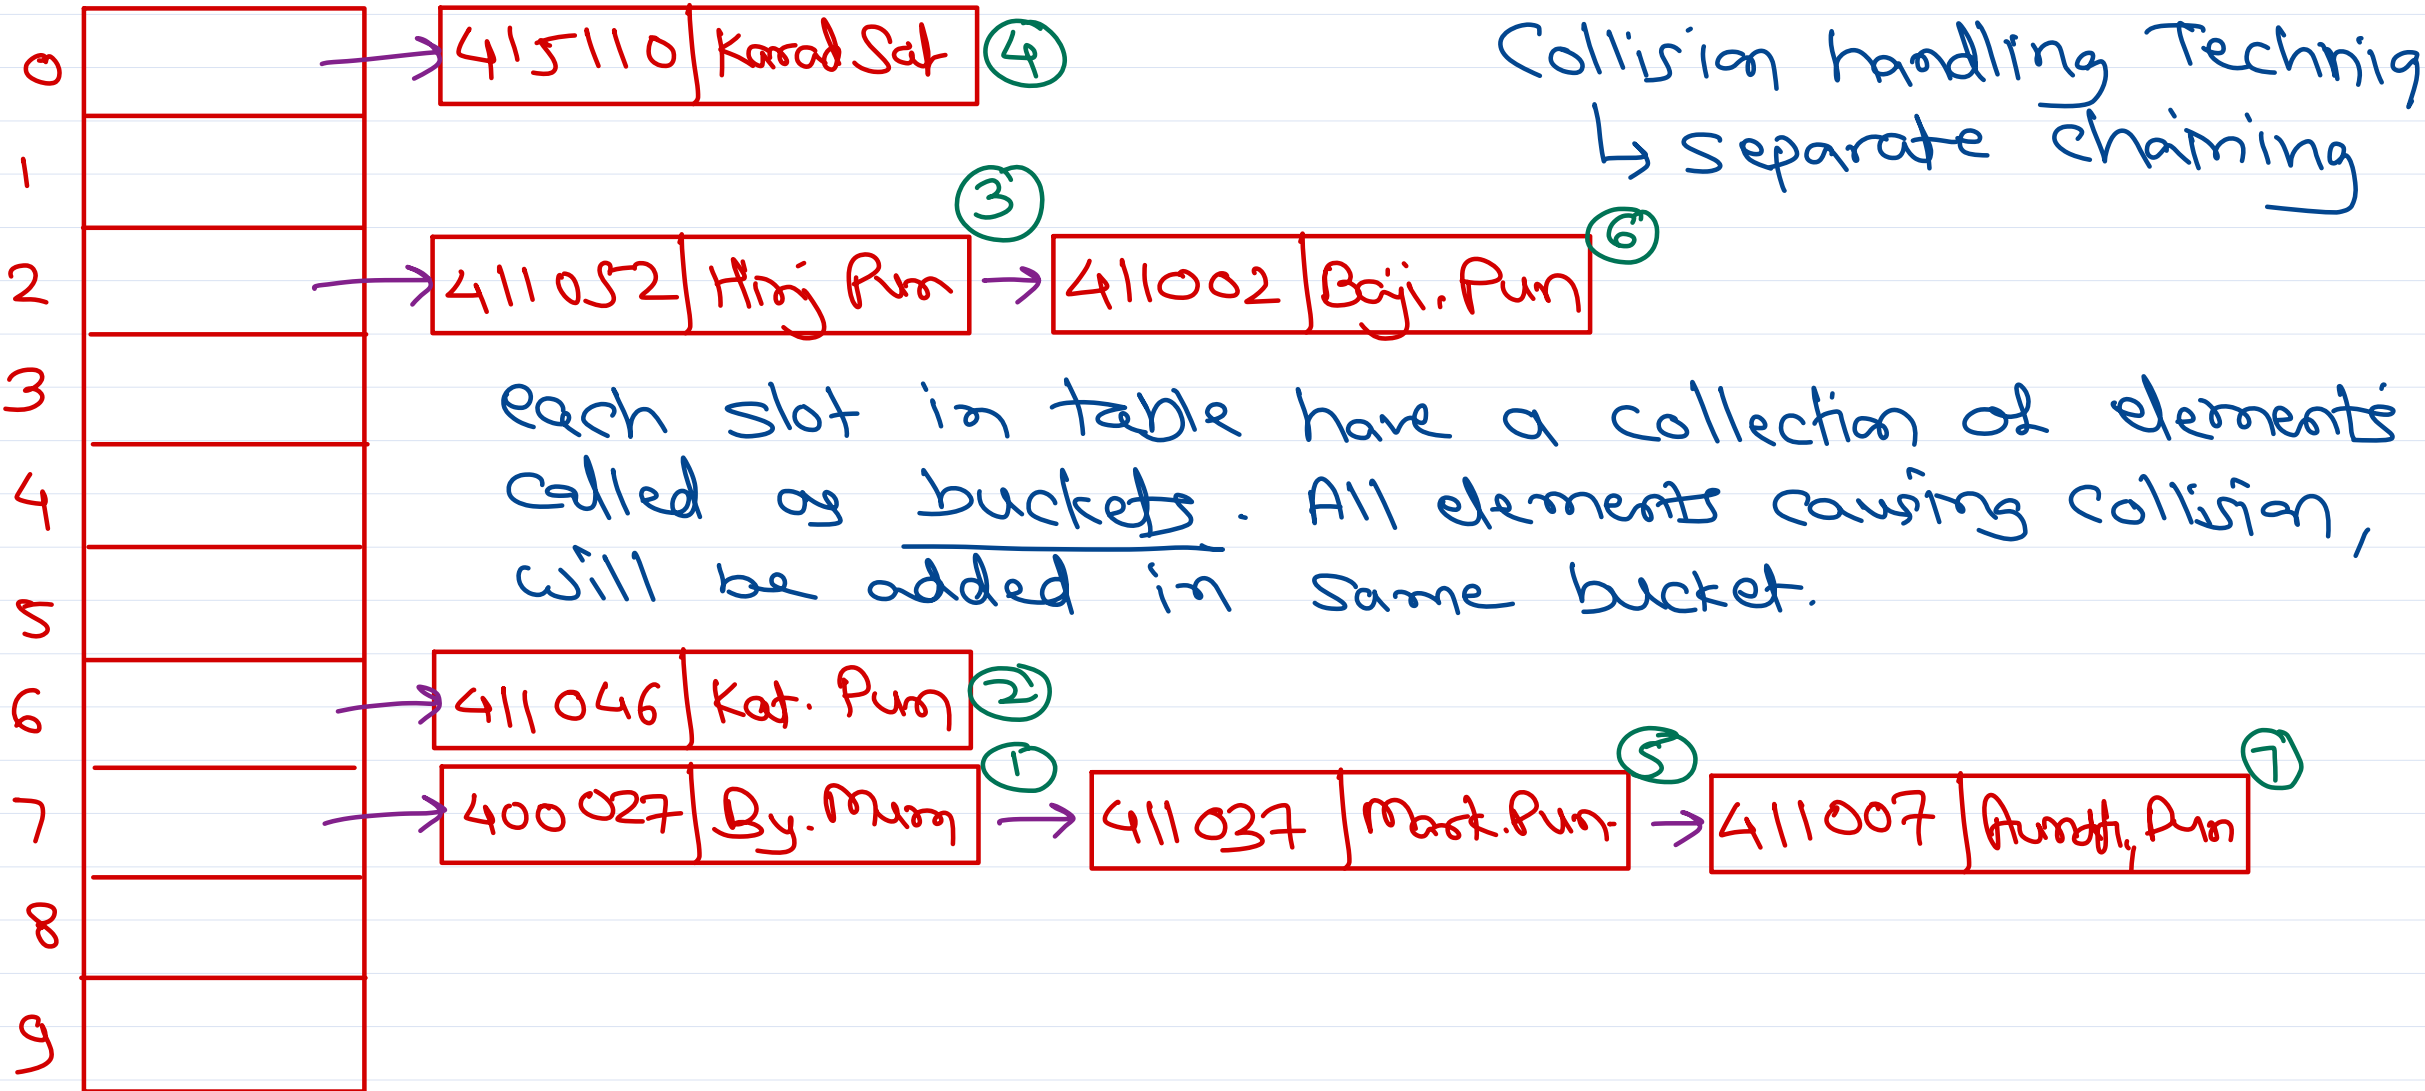 0 415110 Karad Sat ④ Collision handling Techniq
↳ separate chaining
1
2 411052 Hinj Pun ③ 411002 Baji. Pun ⑥
3 each slot in table have a collection of elements
4 called as buckets. All elements causing collision,
will be added in same bucket.
5
6 411046 Kat. Pun ②
7 400027 By. Mum ① 411037 Mark. Pun. ⑤ 411007 Pun ⑦
8
9